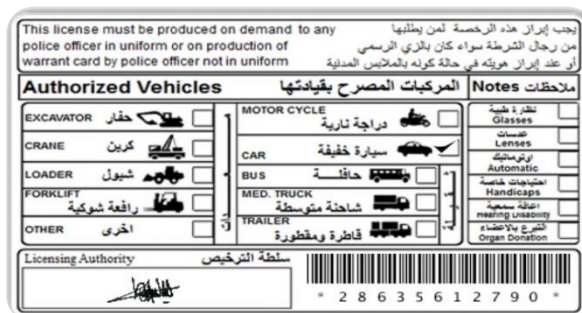 This license must be produced on demand to any
police officer in uniform or on production of
warrant card by police officer not in uniform
يجب إبراز هذه الرخصة لمن يطلبها
من رجال الشرطة سواء كان بالزي الرسمي
أو عند إبراز هويته في حالة كونه بالملابس المدنية
Authorized Vehicles المركبات المصرح بقيادتها
Notes ملاحظات
EXCAVATOR حفار
CRANE كرين
LOADER شيول
FORKLIFT
رافعة شوكية
OTHER اخرى
MOTOR CYCLE
دراجة نارية
CAR سيارة خفيفة
BUS حافلة
MED. TRUCK
شاحنة متوسطة
TRAILER
قاطرة ومقطورة
نظارة طبية
Glasses
عدسات
Lenses
اوتوماتيك
Automatic
احتياجات خاصة
Handicaps
اعاقة سمعية
Hearing Disability
التبرع بالاعضاء
Organ Donation
Licensing Authority سلطة الترخيص
* 2 8 6 3 5 6 1 2 7 9 0 *